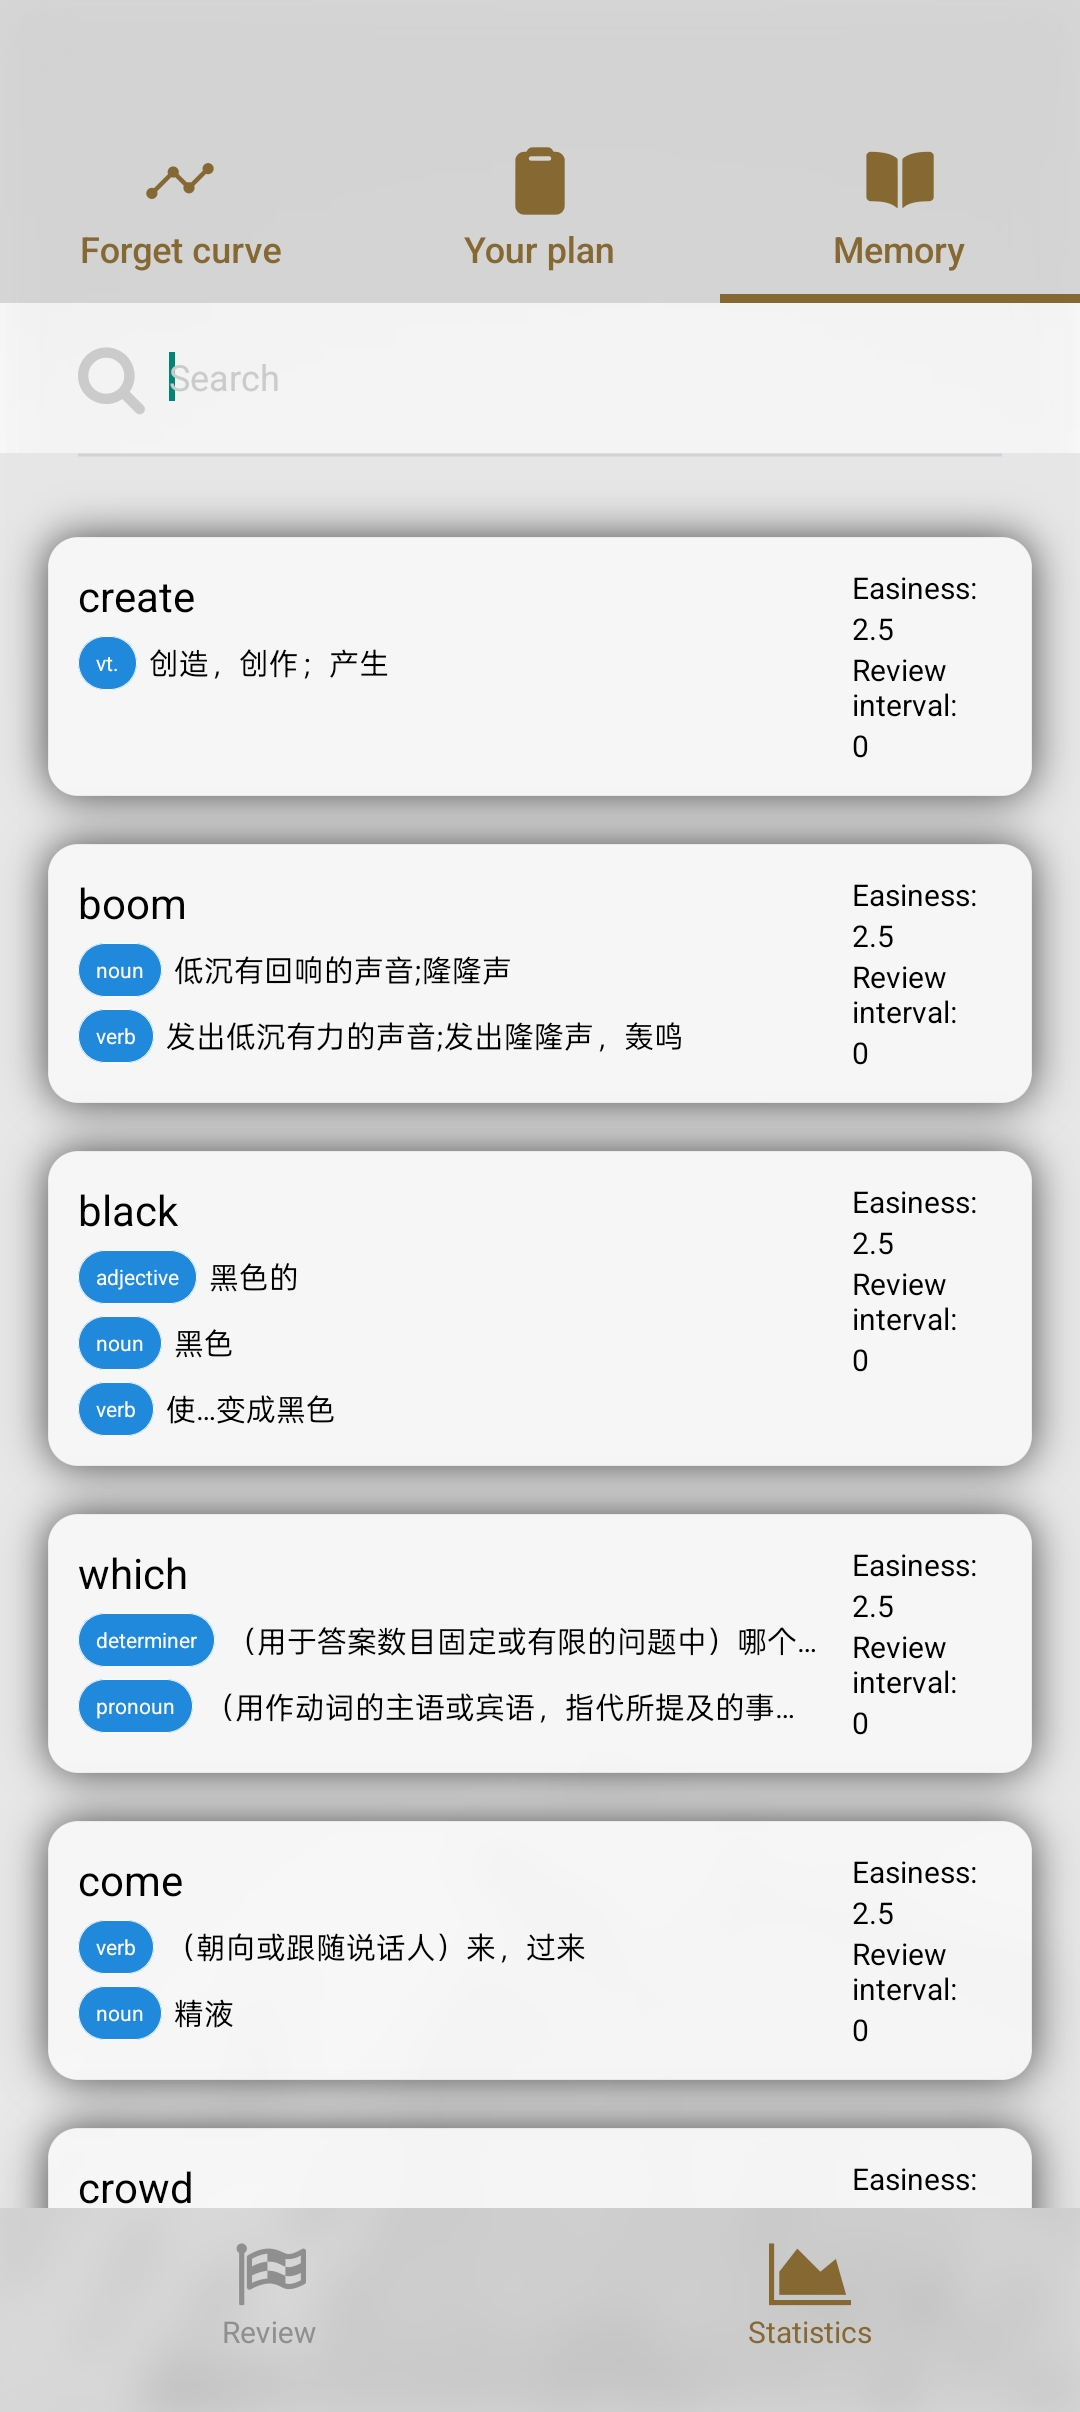 Forget curve
Your plan
Memory
Search
create
vt. 创造，创作；产生
Easiness:
2.5
Review
interval:
0
boom
noun 低沉有回响的声音;隆隆声
verb 发出低沉有力的声音;发出隆隆声，轰鸣
Easiness:
2.5
Review
interval:
0
black
adjective 黑色的
noun 黑色
verb 使...变成黑色
Easiness:
2.5
Review
interval:
0
which
determiner （用于答案数目固定或有限的问题中）哪个...
pronoun （用作动词的主语或宾语，指代所提及的事...
Easiness:
2.5
Review
interval:
0
come
verb （朝向或跟随说话人）来，过来
noun 精液
Easiness:
2.5
Review
interval:
0
crowd
Easiness:
Review
Statistics